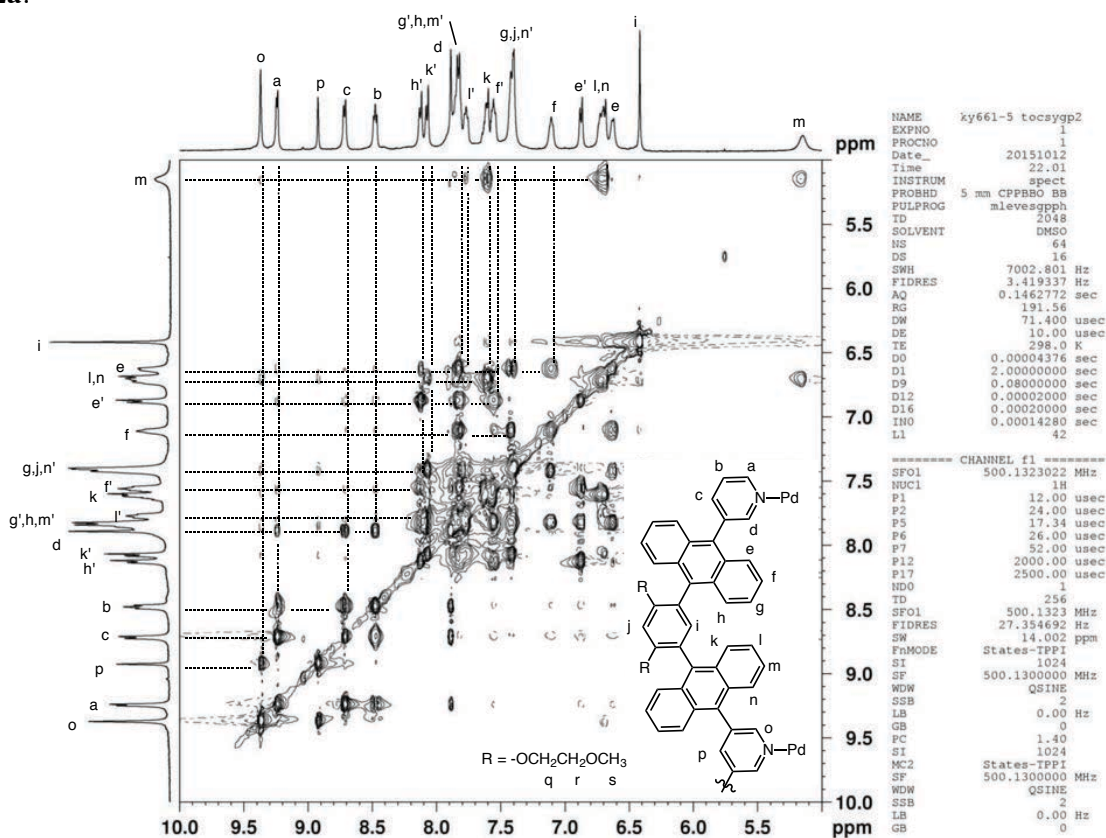 o
a
p
c
b
h'
k'
g',h,m'
d
l'
k
f'
g,j,n'
f
e'
l,n
e
i
m
ppm
m
i
e
l,n
e'
f
g,j,n'
f'
k
l'
g',h,m'
d
k'
h'
b
c
p
a
o
5.5
6.0
6.5
7.0
7.5
8.0
8.5
9.0
9.5
10.0
10.0 9.5 9.0 8.5 8.0 7.5 7.0 6.5 6.0 5.5 ppm
b a
c
N—Pd
d
e
f
g
h
R
j
i
R
k
l
m
n
o
p
N—Pd
R = -OCH2CH2OCH3
q r s
NAME ky661-5 tocsygp2
EXPNO 1
PROCNO 1
Date_ 20151012
Time 22.01
INSTRUM spect
PROBHD 5 mm CPPBBO BB
PULPROG mlevesgpph
TD 2048
SOLVENT DMSO
NS 64
DS 16
SWH 7002.801 Hz
FIDRES 3.419337 Hz
AQ 0.1462772 sec
RG 191.56
DW 71.400 usec
DE 10.00 usec
TE 298.0 K
D0 0.00004376 sec
D1 2.00000000 sec
D9 0.08000000 sec
D12 0.00002000 sec
D16 0.00020000 sec
IN0 0.00014280 sec
L1 42
======== CHANNEL f1 ========
SFO1 500.1323022 MHz
NUC1 1H
P1 12.00 usec
P2 24.00 usec
P5 17.34 usec
P6 26.00 usec
P7 52.00 usec
P12 2000.00 usec
P17 2500.00 usec
ND0 1
TD 256
SFO1 500.1323 MHz
FIDRES 27.354692 Hz
SW 14.002 ppm
FnMODE States-TPPI
SI 1024
SF 500.1300000 MHz
WDW QSINE
SSB 2
LB 0.00 Hz
GB 0
PC 1.40
SI 1024
MC2 States-TPPI
SF 500.1300000 MHz
WDW QSINE
SSB 2
LB 0.00 Hz
GB 0